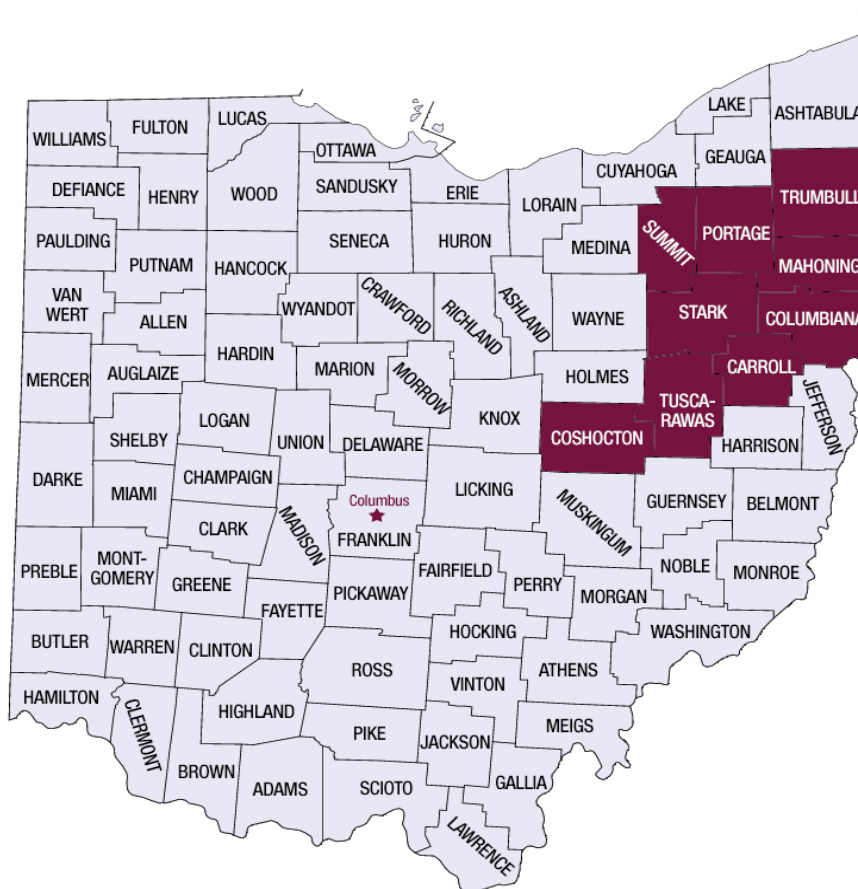 LAKE
ASHTABULA
WILLIAMS
FULTON
LUCAS
OTTAWA
CUYAHOGA
GEAUGA
DEFIANCE
HENRY
WOOD
SANDUSKY
ERIE
LORAIN
TRUMBULL
PAULDING
PUTNAM
HANCOCK
SENECA
HURON
MEDINA
SUMMIT
PORTAGE
MAHONING
VAN
WERT
ALLEN
WYANDOT
CRAWFORD
RICHLAND
ASHLAND
WAYNE
STARK
COLUMBIANA
MERCER
AUGLAIZE
HARDIN
MARION
MORROW
HOLMES
CARROLL
JEFFERSON
TUSCA-
RAWAS
LOGAN
UNION
DELAWARE
KNOX
COSHOCTON
HARRISON
SHELBY
DARKE
MIAMI
CHAMPAIGN
Columbus
LICKING
MUSKINGUM
GUERNSEY
BELMONT
CLARK
MADISON
FRANKLIN
PREBLE
MONT-
GOMERY
GREENE
FAYETTE
PICKAWAY
FAIRFIELD
PERRY
MORGAN
NOBLE
MONROE
BUTLER
WARREN
CLINTON
ROSS
HOCKING
ATHENS
WASHINGTON
HAMILTON
CLERMONT
HIGHLAND
VINTON
PIKE
JACKSON
MEIGS
BROWN
ADAMS
SCIOTO
GALLIA
LAWRENCE